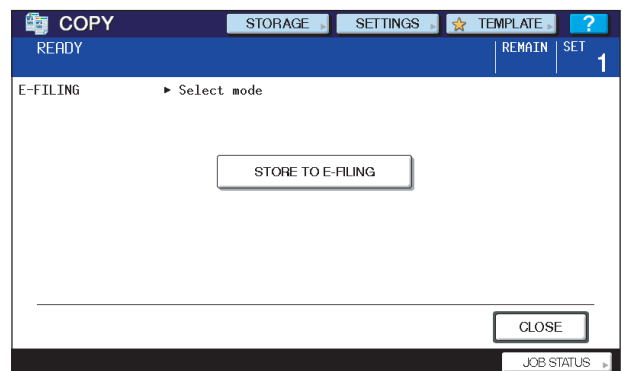 COPY STORAGE SETTINGS TEMPLATE ?
READY REMAIN SET
1
E-FILING ► Select mode
STORE TO E-FILING
CLOSE
JOB STATUS